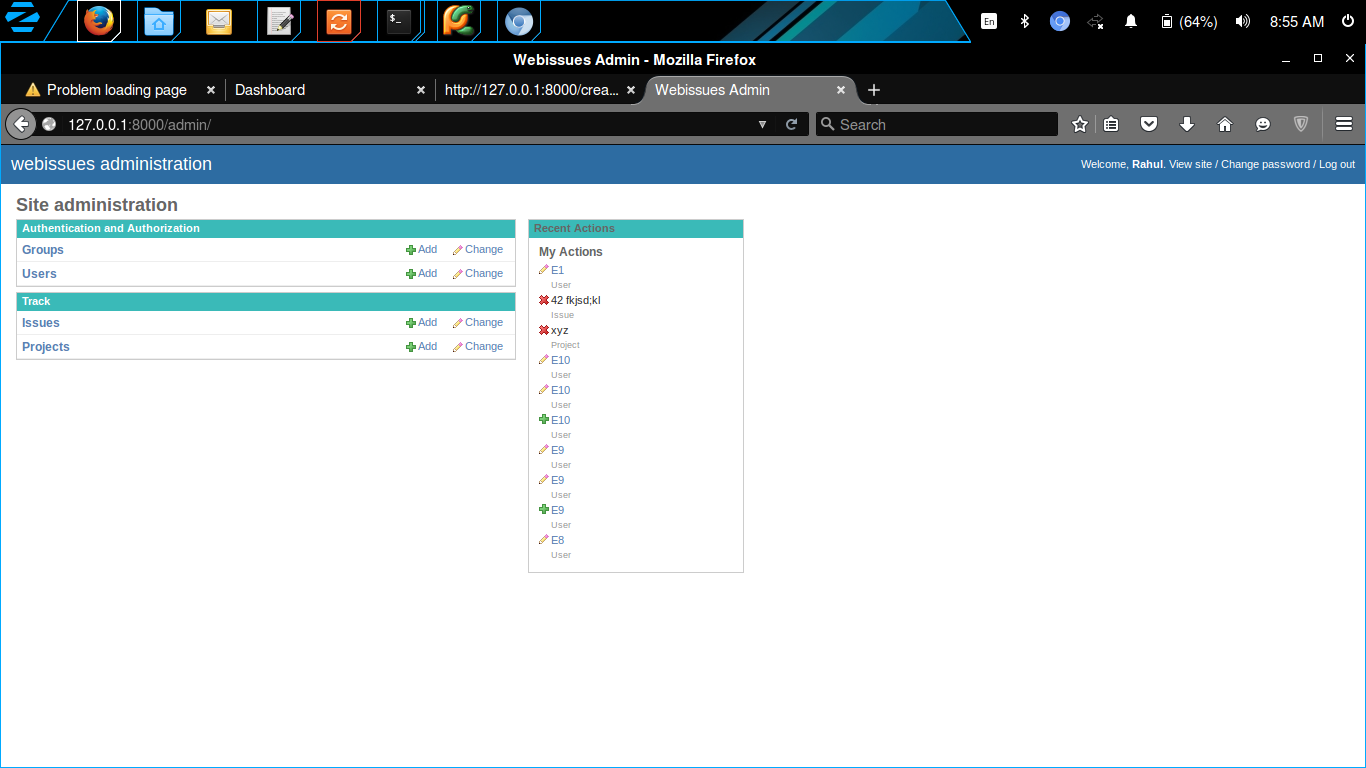 En (64%) 8:55 AM
Webissues Admin - Mozilla Firefox
Problem loading page Dashboard http://127.0.0.1:8000/crea... Webissues Admin
127.0.0.1:8000/admin/ Search
webissues administration Welcome, Rahul. View site / Change password / Log out
Site administration
Authentication and Authorization
Groups Add Change
Users Add Change
Track
Issues Add Change
Projects Add Change
Recent Actions
My Actions
E1
User
42 fkjsd;kl
Issue
xyz
Project
E10
User
E10
User
E10
User
E9
User
E9
User
E9
User
E8
User